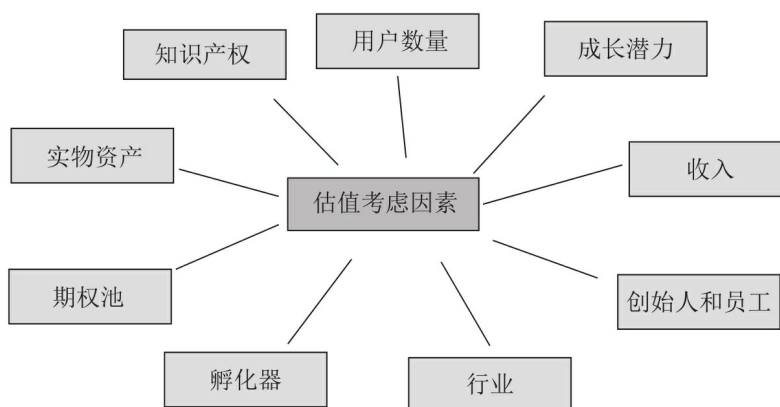 用户数量
知识产权
成长潜力
实物资产
收入
估值考虑因素
期权池
创始人和员工
孵化器
行业